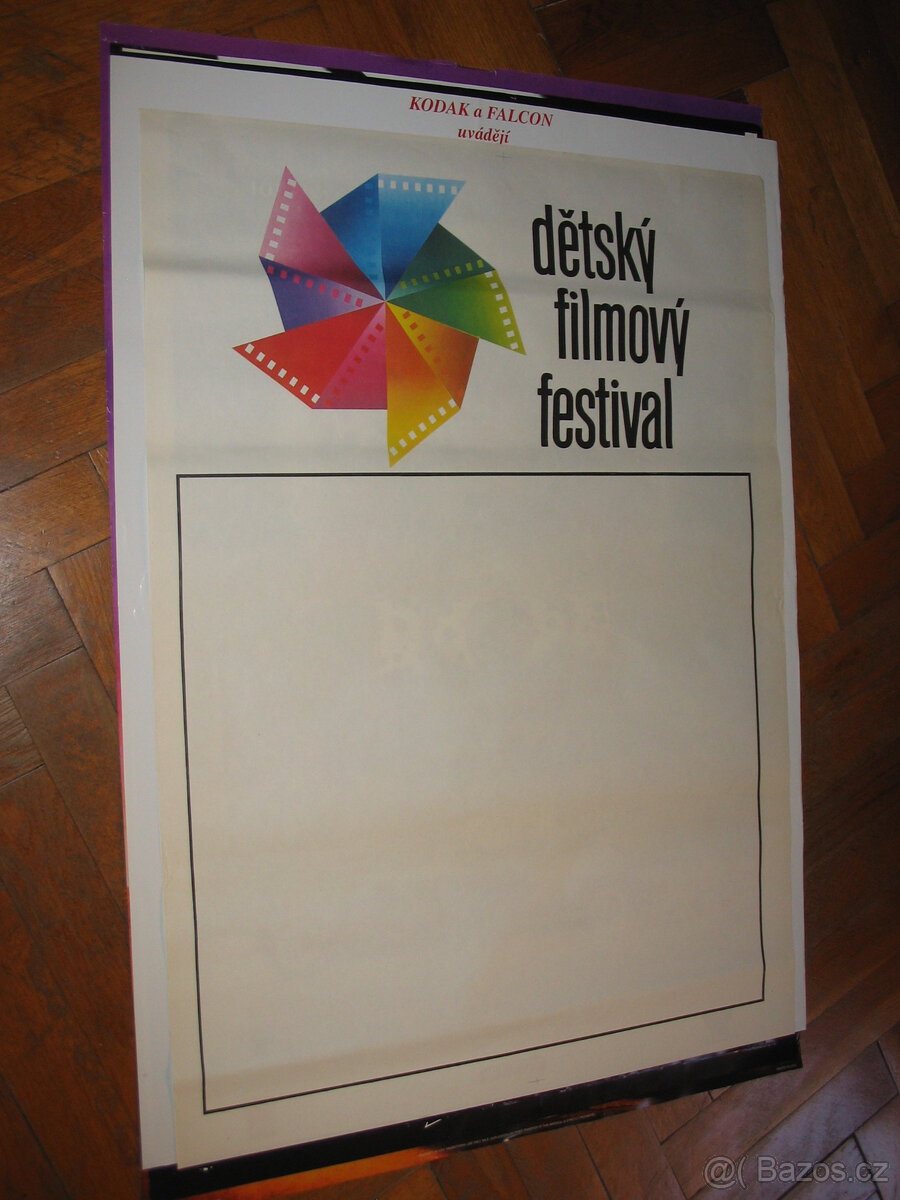 KODAK a FALCON
uvádějí
dětský
filmový
festival
@( Bazos.cz